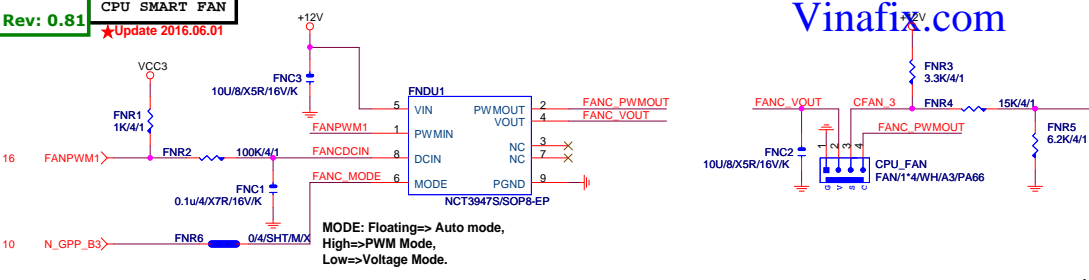 CPU SMART FAN
Rev: 0.81
★Update 2016.06.01
Vinafix.com
+12V
+12V
VCC3
FNC3
10U/8/X5R/16V/K
FNR1
1K/4/1
FNDU1
5 VIN
PWMOUT 2 FANC_PWMOUT
VOUT 4 FANC_VOUT
FANPWM1 1 PWMIN
NC 3
NC 7
16 FANPWM1
FNR2 100K/4/1
FANCDCIN 8 DCIN
FANC_MODE 6 MODE
PGND 9
NCT3947S/SOP8-EP
FNC1
0.1u/4/X7R/16V/K
10 N_GPP_B3
FNR6 0/4/SHT/M/X
MODE: Floating=> Auto mode,
High=>PWM Mode,
Low=>Voltage Mode.
FNR3
3.3K/4/1
FANC_VOUT
CFAN_3
FNR4 15K/4/1
FANC_PWMOUT
FNR5
6.2K/4/1
FNC2
10U/8/X5R/16V/K
1 2 3 4
G V S C
CPU_FAN
FAN/1*4/WH/A3/PA66